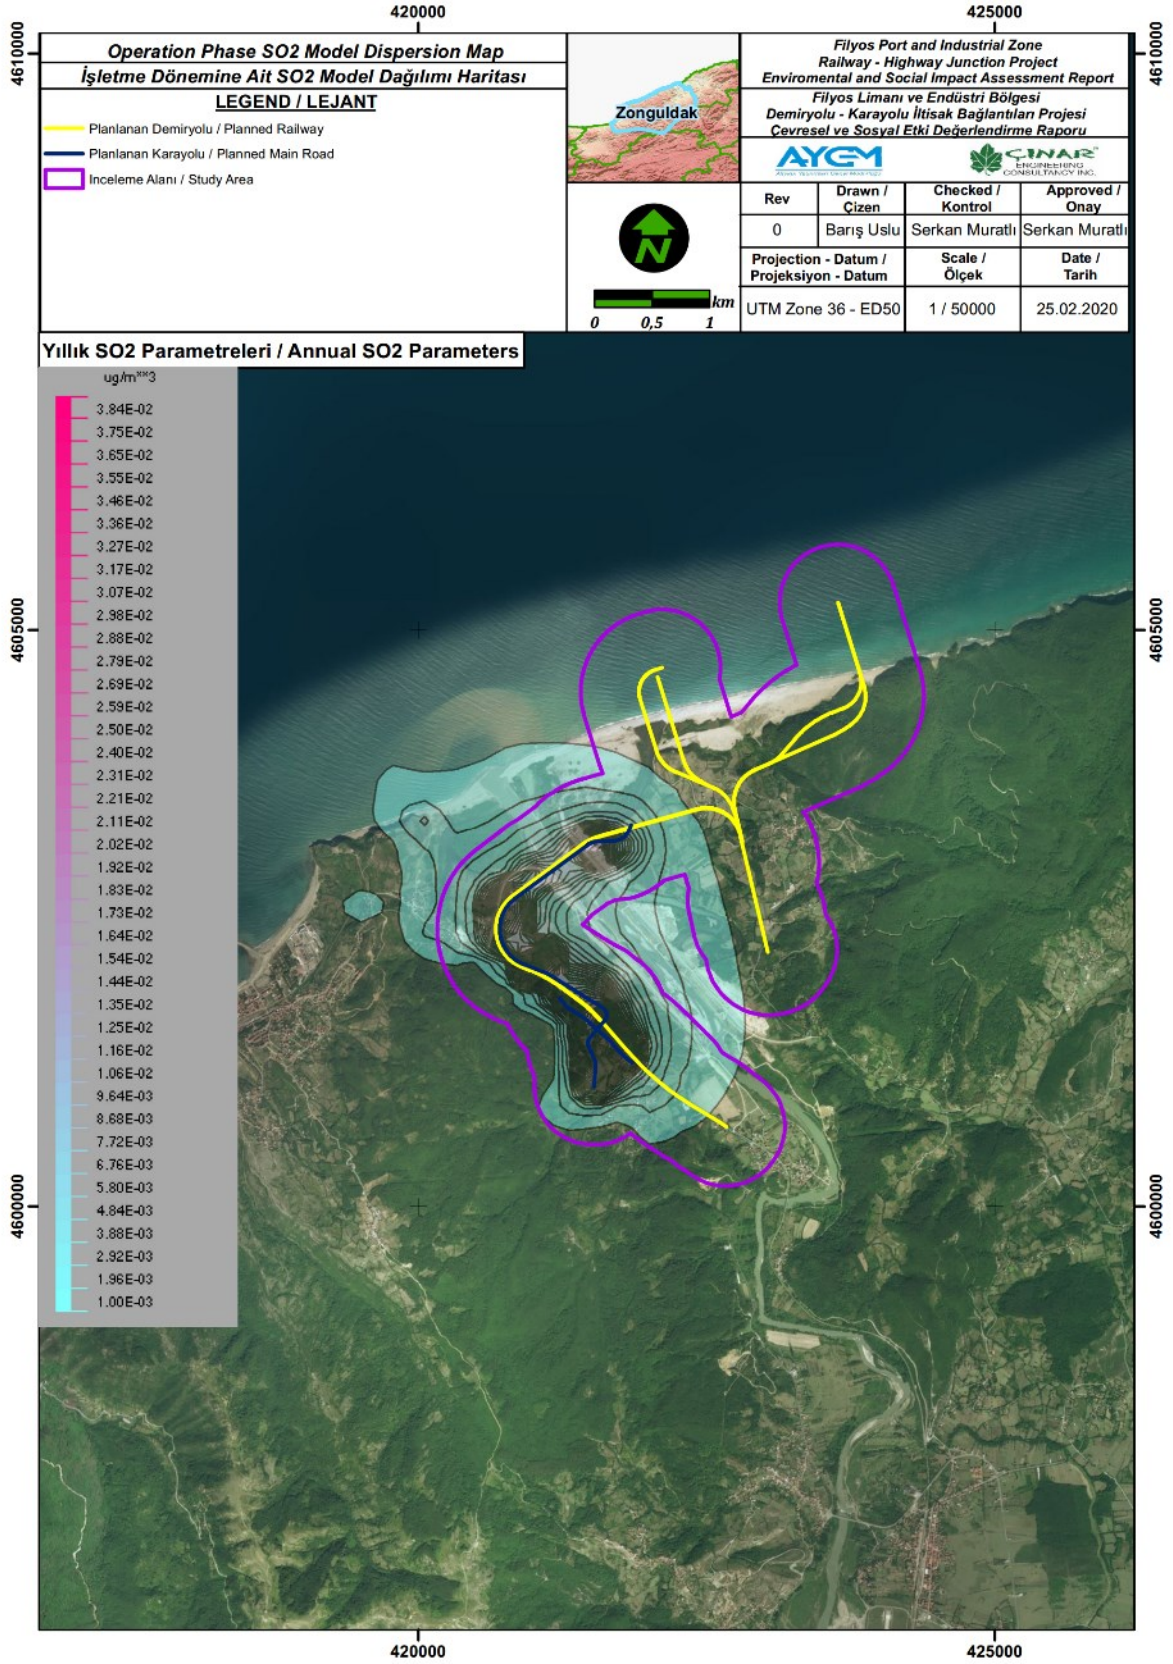 420000
425000
4610000
4610000
Operation Phase SO2 Model Dispersion Map
İşletme Dönemine Ait SO2 Model Dağılımı Haritası
LEGEND / LEJANT
Planlanan Demiryolu / Planned Railway
Planlanan Karayolu / Planned Main Road
İnceleme Alanı / Study Area
Zonguldak
N
km
0 0,5 1
Filyos Port and Industrial Zone
Railway - Highway Junction Project
Enviromental and Social Impact Assessment Report
Filyos Limanı ve Endüstri Bölgesi
Demiryolu - Karayolu İltisak Bağlantıları Projesi
Çevresel ve Sosyal Etki Değerlendirme Raporu
AYGM
ÇINAR
ENGINEERING
CONSULTANCY INC.
Rev
Drawn /
Çizen
Checked /
Kontrol
Approved /
Onay
0
Barış Uslu
Serkan Muratlı
Serkan Muratlı
Projection - Datum /
Projeksiyon - Datum
Scale /
Ölçek
Date /
Tarih
UTM Zone 36 - ED50
1 / 50000
25.02.2020
Yıllık SO2 Parametreleri / Annual SO2 Parameters
ug/m**3
3.84E-02
3.75E-02
3.65E-02
3.55E-02
3.46E-02
3.36E-02
3.27E-02
3.17E-02
3.07E-02
2.98E-02
2.88E-02
2.79E-02
2.69E-02
2.59E-02
2.50E-02
2.40E-02
2.31E-02
2.21E-02
2.11E-02
2.02E-02
1.92E-02
1.83E-02
1.73E-02
1.64E-02
1.54E-02
1.44E-02
1.35E-02
1.25E-02
1.16E-02
1.06E-02
9.64E-03
8.68E-03
7.72E-03
6.76E-03
5.80E-03
4.84E-03
3.88E-03
2.92E-03
1.96E-03
1.00E-03
4605000
4605000
4600000
4600000
420000
425000